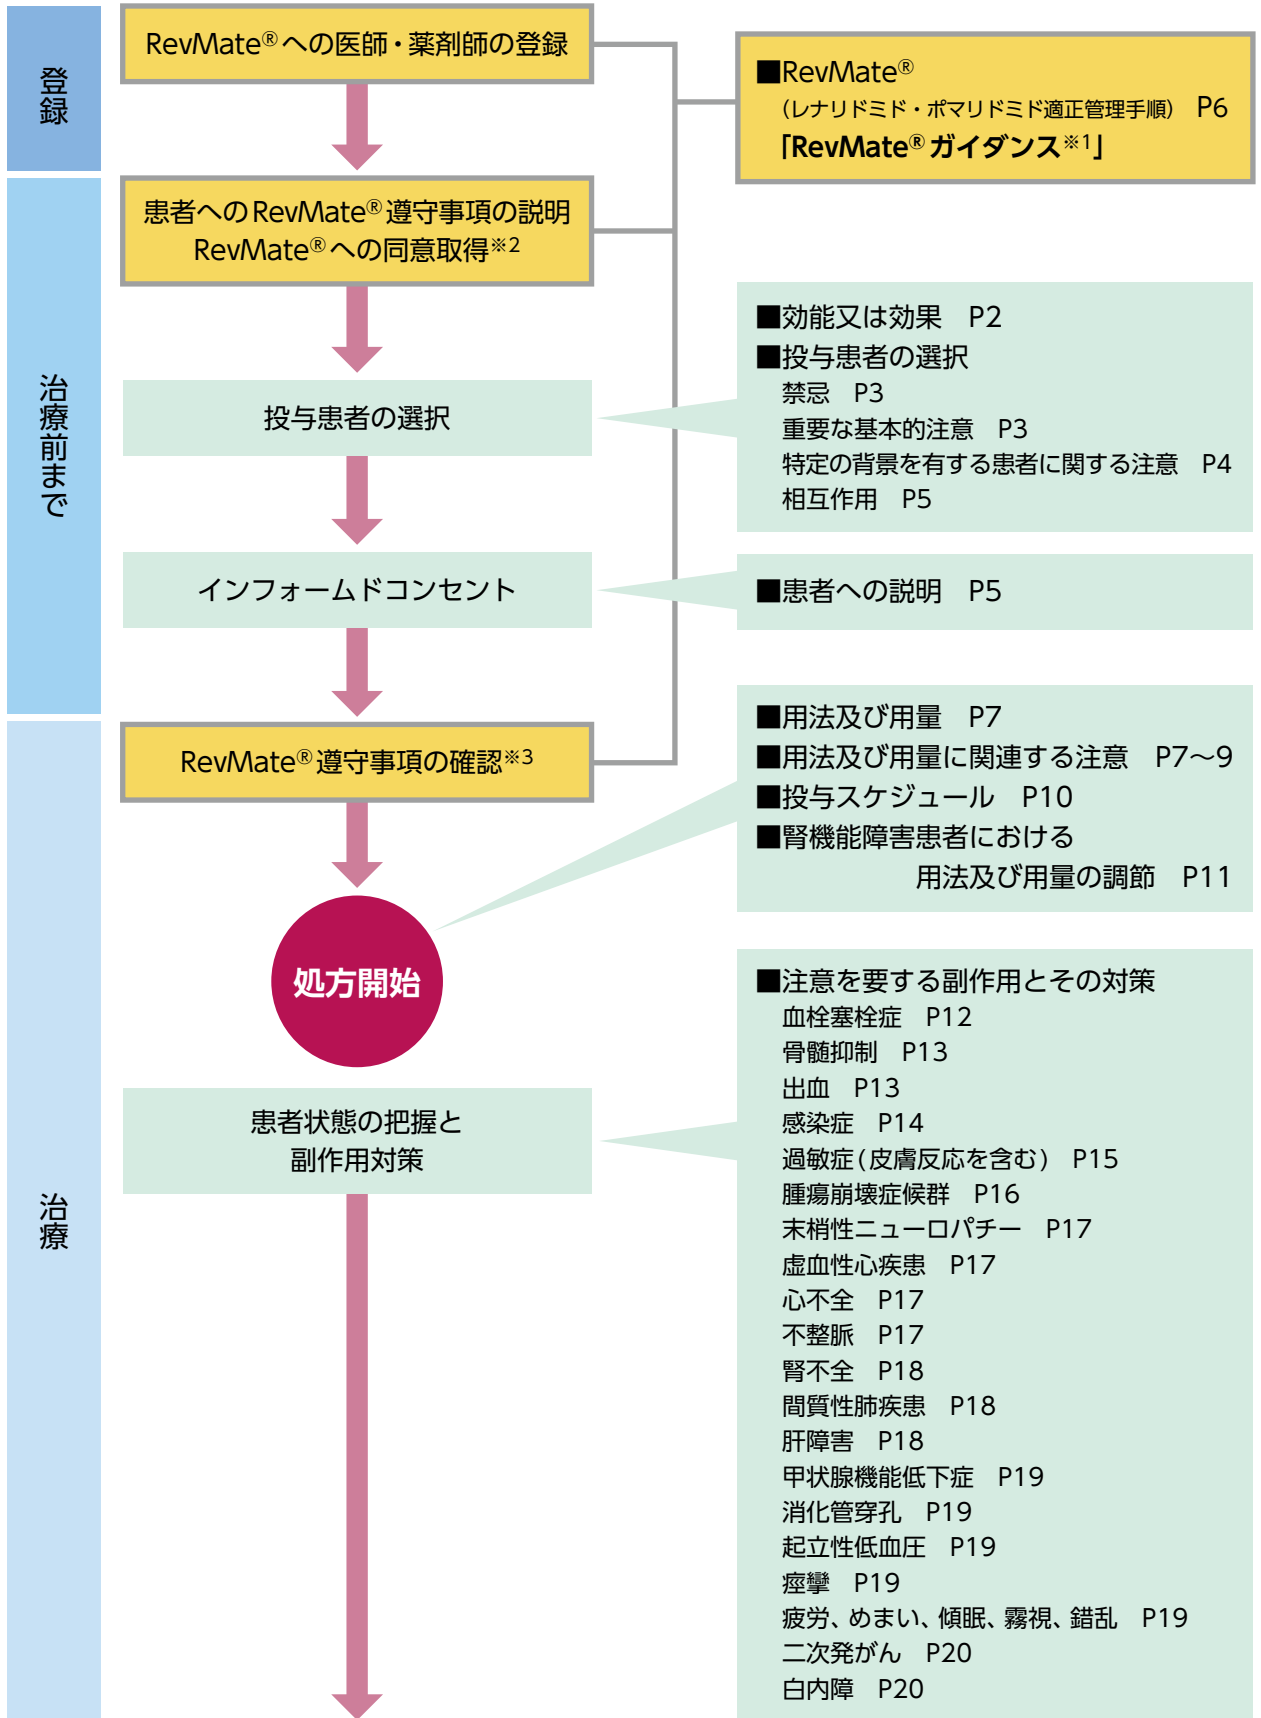 登録
RevMate®への医師・薬剤師の登録
■RevMate®
(レナリドミド・ポマリドミド適正管理手順) P6
「RevMate®ガイダンス※1」
治療前まで
患者へのRevMate®遵守事項の説明
RevMate®への同意取得※2
投与患者の選択
■効能又は効果 P2
■投与患者の選択
禁忌 P3
重要な基本的注意 P3
特定の背景を有する患者に関する注意 P4
相互作用 P5
インフォームドコンセント
■患者への説明 P5
治療
RevMate®遵守事項の確認※3
処方開始
■用法及び用量 P7
■用法及び用量に関連する注意 P7～9
■投与スケジュール P10
■腎機能障害患者における
用法及び用量の調節 P11
患者状態の把握と
副作用対策
■注意を要する副作用とその対策
血栓塞栓症 P12
骨髄抑制 P13
出血 P13
感染症 P14
過敏症(皮膚反応を含む) P15
腫瘍崩壊症候群 P16
末梢性ニューロパチー P17
虚血性心疾患 P17
心不全 P17
不整脈 P17
腎不全 P18
間質性肺疾患 P18
肝障害 P18
甲状腺機能低下症 P19
消化管穿孔 P19
起立性低血圧 P19
痙攣 P19
疲労、めまい、傾眠、霧視、錯乱 P19
二次発がん P20
白内障 P20